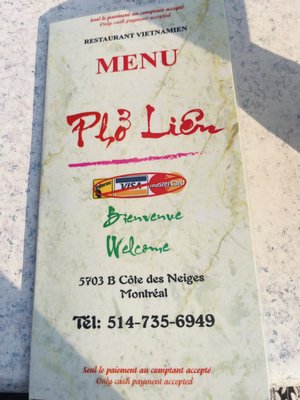 Seul le paiement au comptant accepté
Only cash payment accepted
RESTAURANT VIETNAMIEN
MENU
Phở Liên
VISA MasterCard
Bienvenue
Welcome
5703 B Côte des Neiges
Montréal
Tél: 514-735-6949
Seul le paiement au comptant accepté
Only cash payment accepted